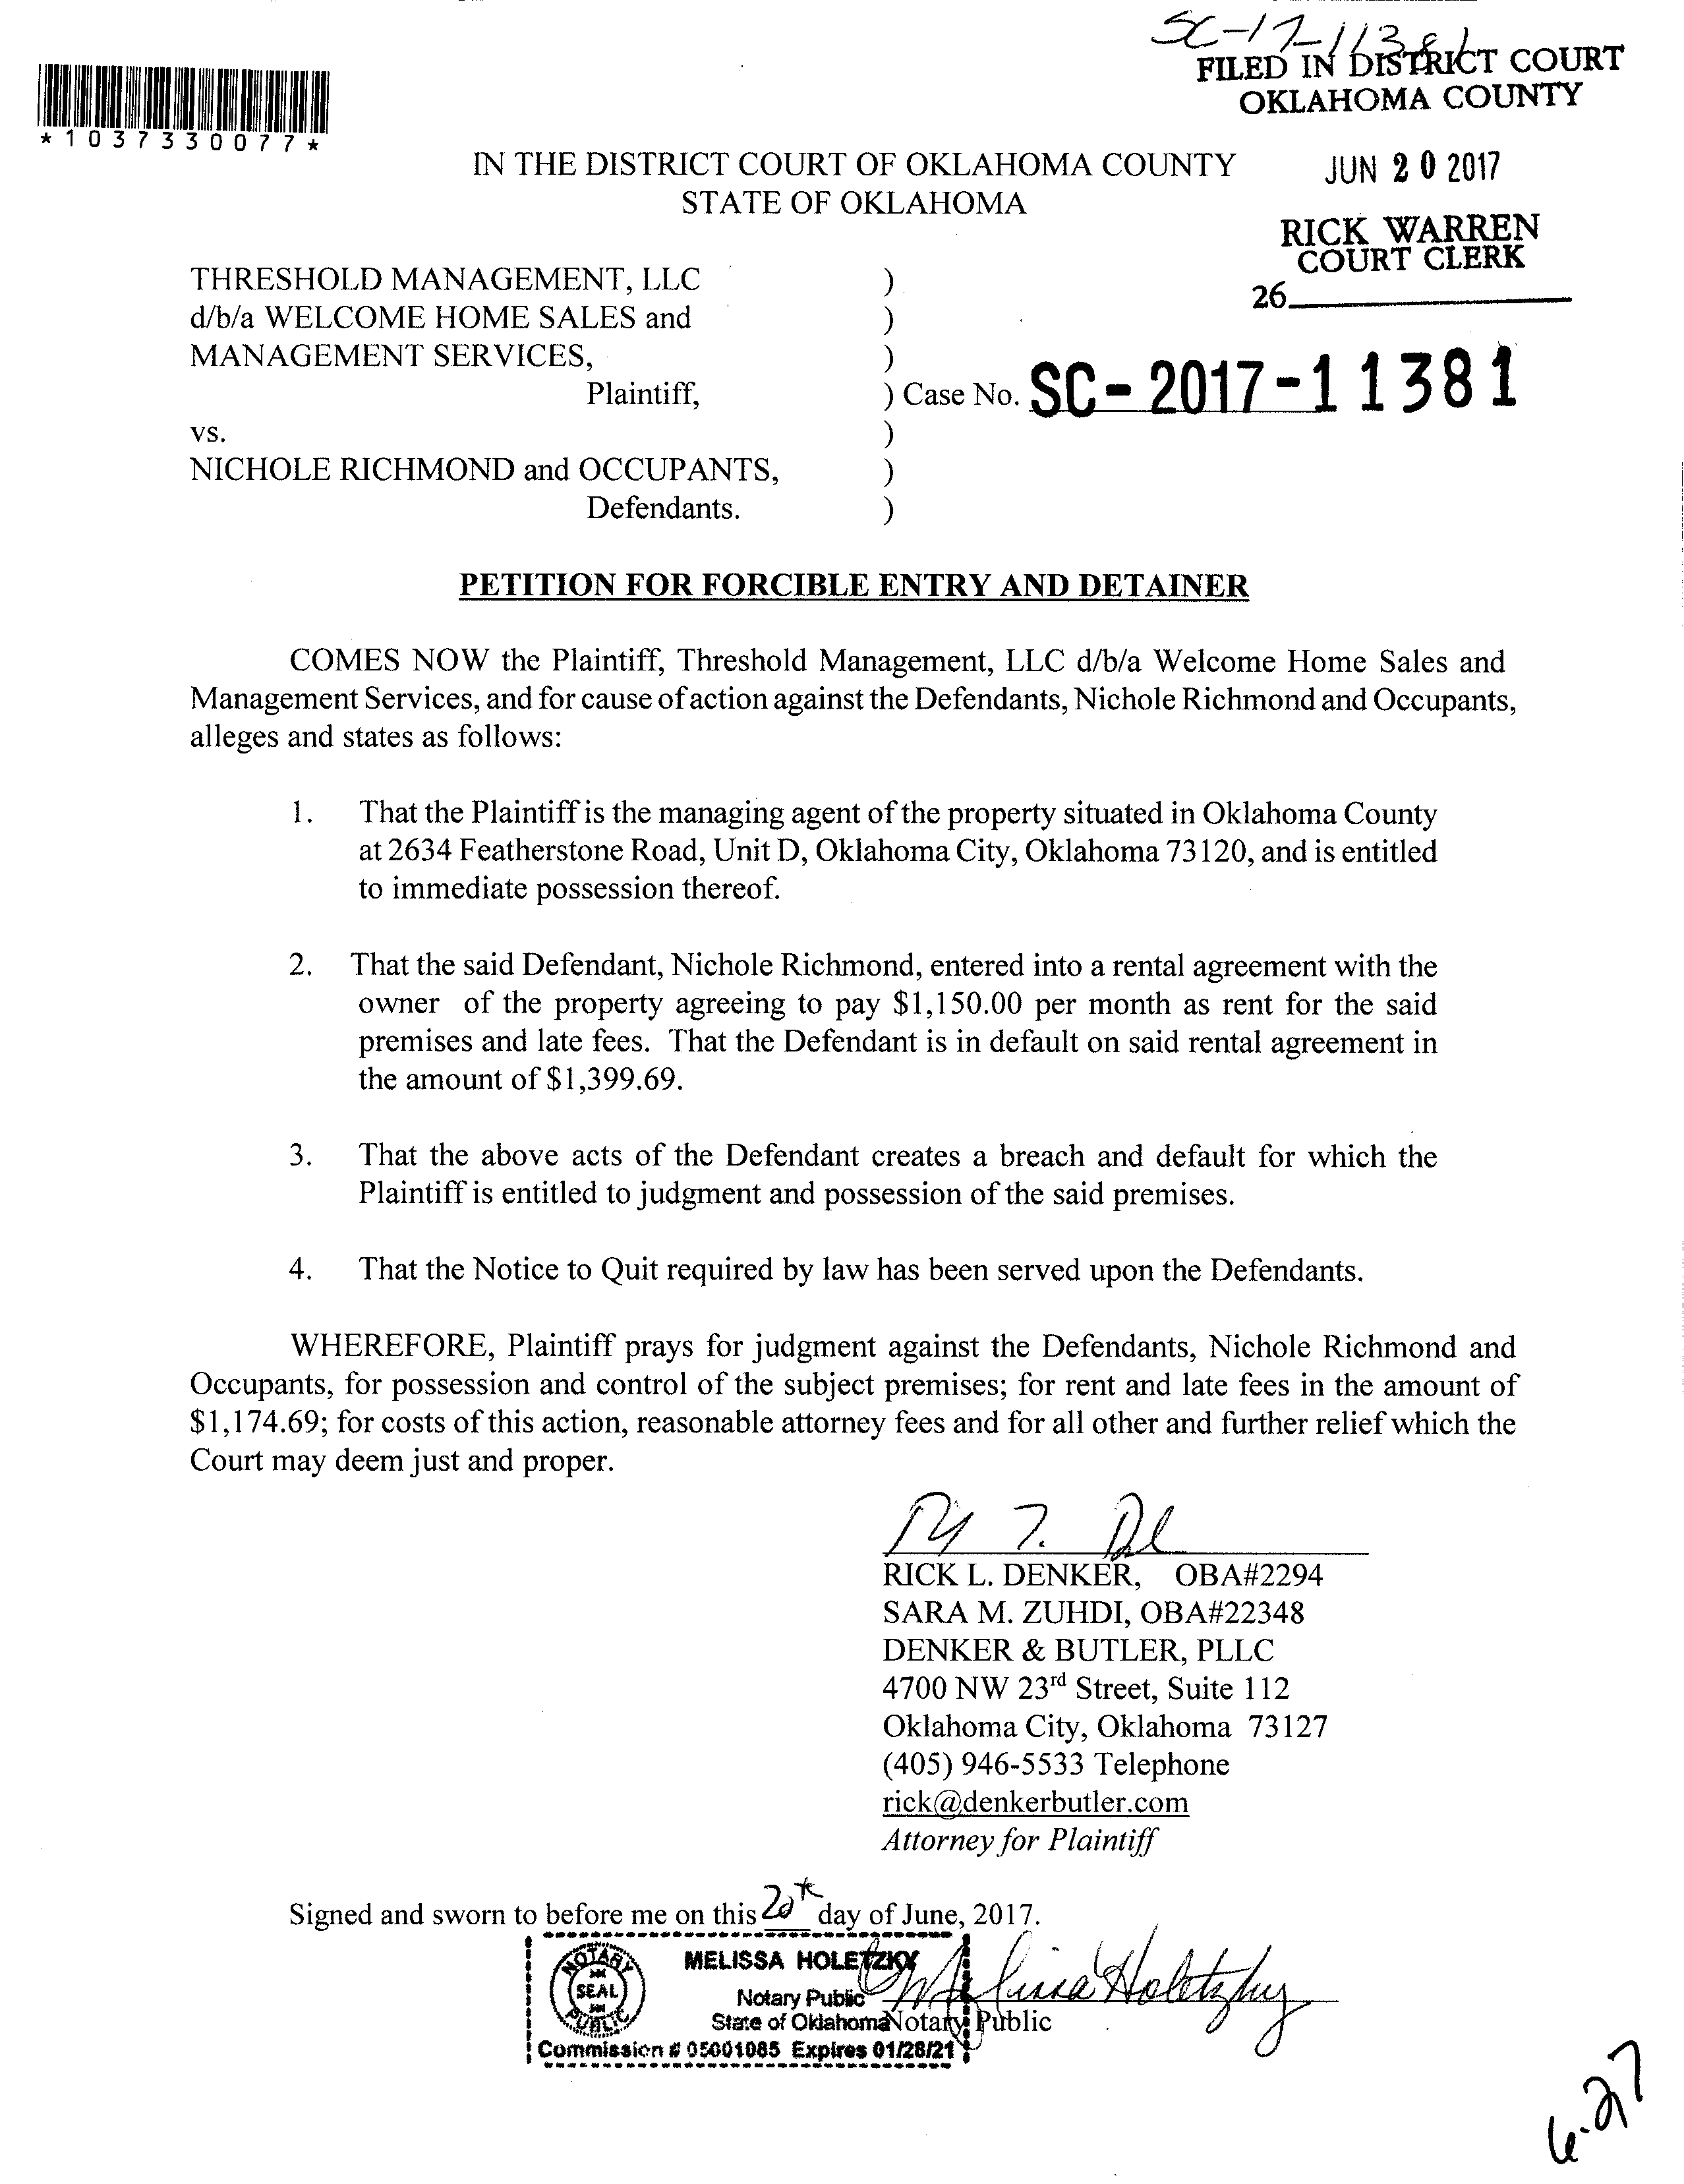 SC-17-11381
FILED IN DISTRICT COURT
OKLAHOMA COUNTY
*1037330077*
IN THE DISTRICT COURT OF OKLAHOMA COUNTY
STATE OF OKLAHOMA
JUN 20 2017
RICK WARREN
COURT CLERK
26
THRESHOLD MANAGEMENT, LLC )
d/b/a WELCOME HOME SALES and )
MANAGEMENT SERVICES, )
Plaintiff, ) Case No. SC-2017-11381
vs. )
NICHOLE RICHMOND and OCCUPANTS, )
Defendants. )
PETITION FOR FORCIBLE ENTRY AND DETAINER
COMES NOW the Plaintiff, Threshold Management, LLC d/b/a Welcome Home Sales and
Management Services, and for cause of action against the Defendants, Nichole Richmond and Occupants,
alleges and states as follows:
1. That the Plaintiff is the managing agent of the property situated in Oklahoma County
at 2634 Featherstone Road, Unit D, Oklahoma City, Oklahoma 73120, and is entitled
to immediate possession thereof.
2. That the said Defendant, Nichole Richmond, entered into a rental agreement with the
owner of the property agreeing to pay $1,150.00 per month as rent for the said
premises and late fees. That the Defendant is in default on said rental agreement in
the amount of $1,399.69.
3. That the above acts of the Defendant creates a breach and default for which the
Plaintiff is entitled to judgment and possession of the said premises.
4. That the Notice to Quit required by law has been served upon the Defendants.
WHEREFORE, Plaintiff prays for judgment against the Defendants, Nichole Richmond and
Occupants, for possession and control of the subject premises; for rent and late fees in the amount of
$1,174.69; for costs of this action, reasonable attorney fees and for all other and further relief which the
Court may deem just and proper.
RICK L. DENKER, OBA#2294
SARA M. ZUHDI, OBA#22348
DENKER & BUTLER, PLLC
4700 NW 23rd Street, Suite 112
Oklahoma City, Oklahoma 73127
(405) 946-5533 Telephone
rick@denkerbutler.com
Attorney for Plaintiff
Signed and sworn to before me on this 20th day of June, 2017.
NOTARY
SEAL
PUBLIC
MELISSA HOLETZKY
Notary Public
State of Oklahoma
Commission # 05001085 Expires 01/28/21
Melissa Holetzky
Notary Public
6-27